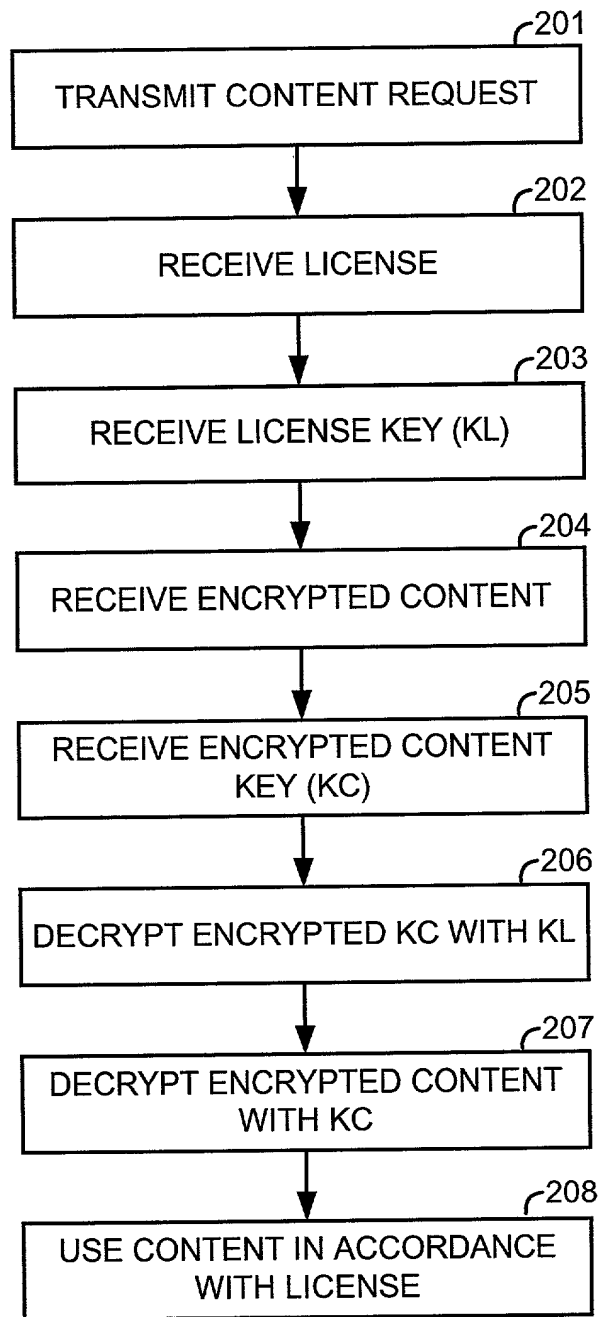 201
TRANSMIT CONTENT REQUEST
202
RECEIVE LICENSE
203
RECEIVE LICENSE KEY (KL)
204
RECEIVE ENCRYPTED CONTENT
205
RECEIVE ENCRYPTED CONTENT
KEY (KC)
206
DECRYPT ENCRYPTED KC WITH KL
207
DECRYPT ENCRYPTED CONTENT
WITH KC
208
USE CONTENT IN ACCORDANCE
WITH LICENSE